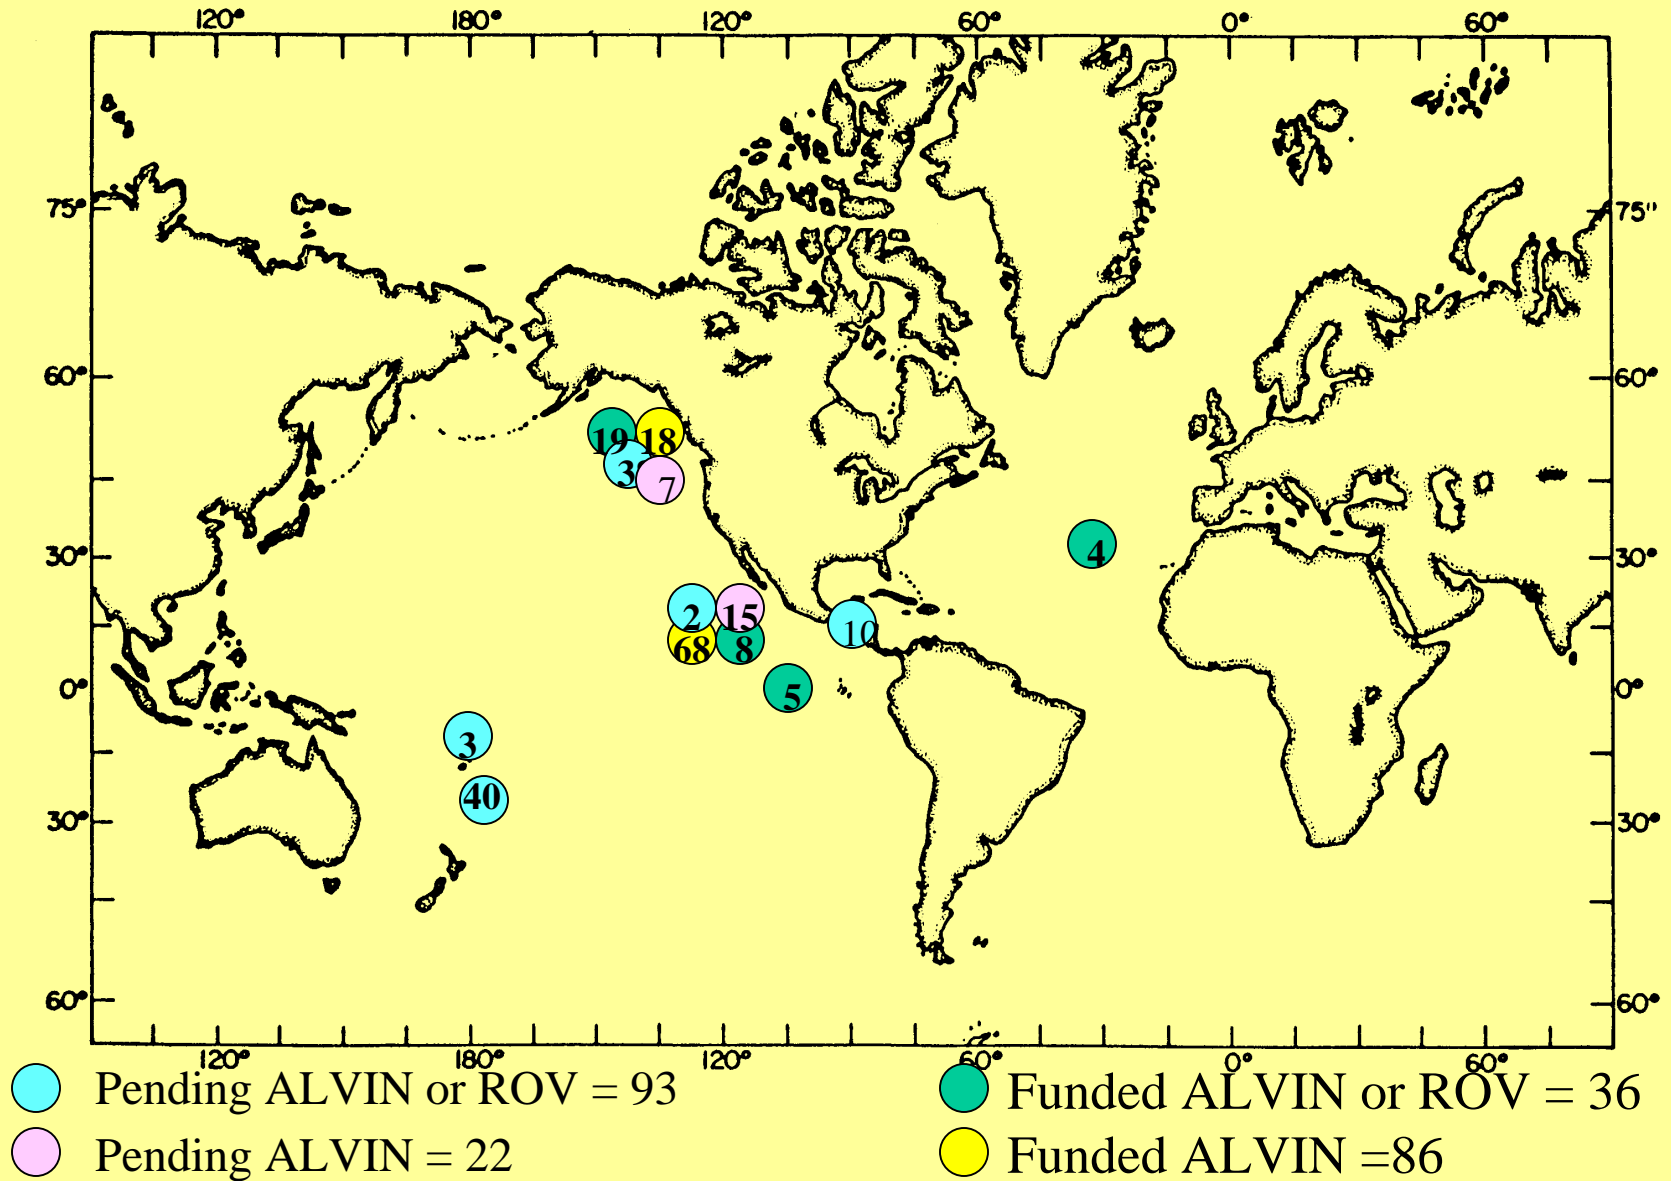 120° 180° 120° 60° 0° 60°
75° 75"
60° 60°
19 18
7
4
30° 30°
2 15
10
68 8
0° 5 0°
3
40
30° 30°
60° 60°
120° 180° 120° 60° 0° 60°
Pending ALVIN or ROV = 93
Funded ALVIN or ROV = 36
Pending ALVIN = 22
Funded ALVIN =86